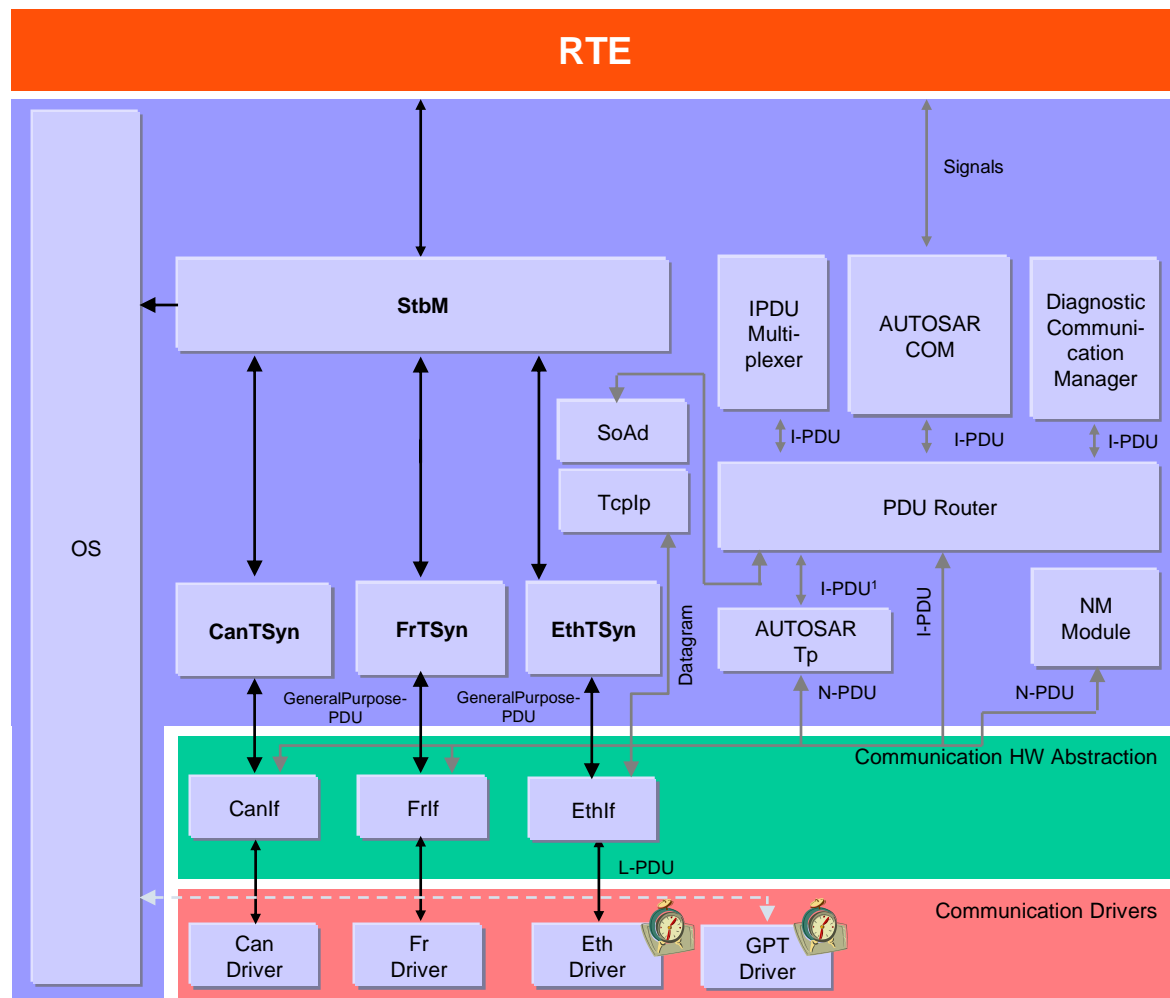 RTE
Signals
StbM
IPDU
Multi-
plexer
AUTOSAR
COM
Diagnostic
Communi-
cation
Manager
SoAd
I-PDU
I-PDU
I-PDU
TcpIp
PDU Router
OS
CanTSyn
FrTSyn
EthTSyn
Datagram
I-PDU¹
I-PDU
AUTOSAR
Tp
NM
Module
GeneralPurpose-
PDU
GeneralPurpose-
PDU
N-PDU
N-PDU
Communication HW Abstraction
CanIf
FrIf
EthIf
L-PDU
Communication Drivers
Can
Driver
Fr
Driver
Eth
Driver
GPT
Driver